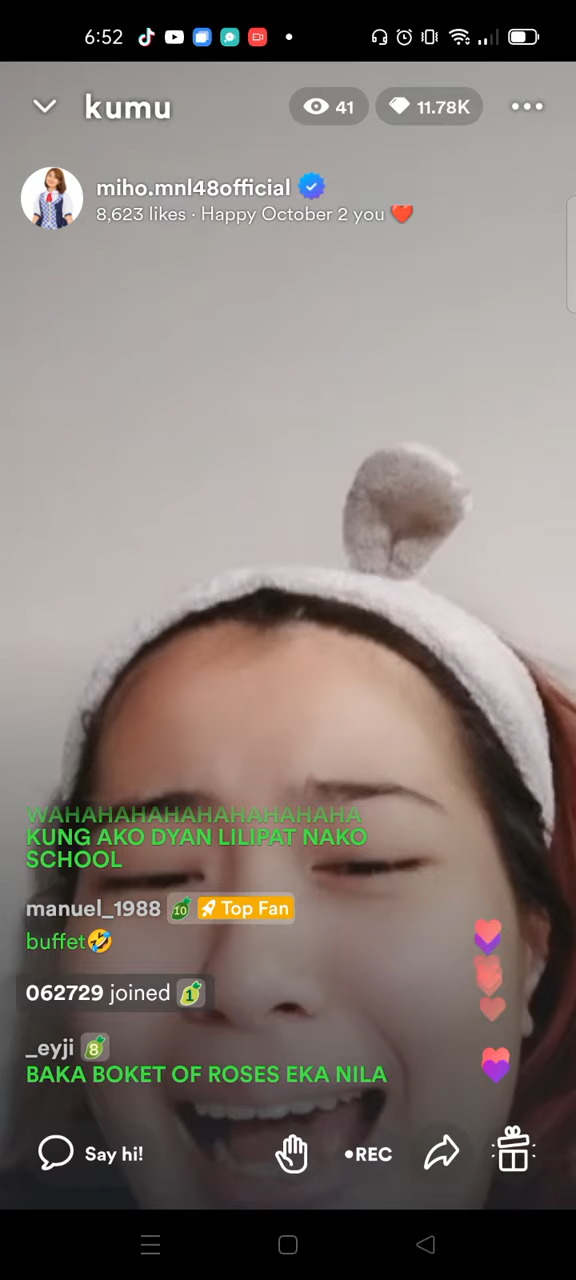 6:52
kumu
41
11.78K
miho.mnl48official
8,623 likes · Happy October 2 you ❤️
WAHAHAHAHAHAHAHAHAHA
KUNG AKO DYAN LILIPAT NAKO
SCHOOL
manuel_1988 10 Top Fan
buffet🤣
062729 joined 1
_eyji 8
BAKA BOKET OF ROSES EKA NILA
Say hi!
•REC